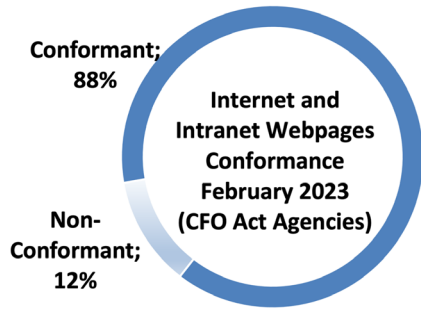 Conformant;
88%
Internet and
Intranet Webpages
Conformance
February 2023
(CFO Act Agencies)
Non-
Conformant;
12%